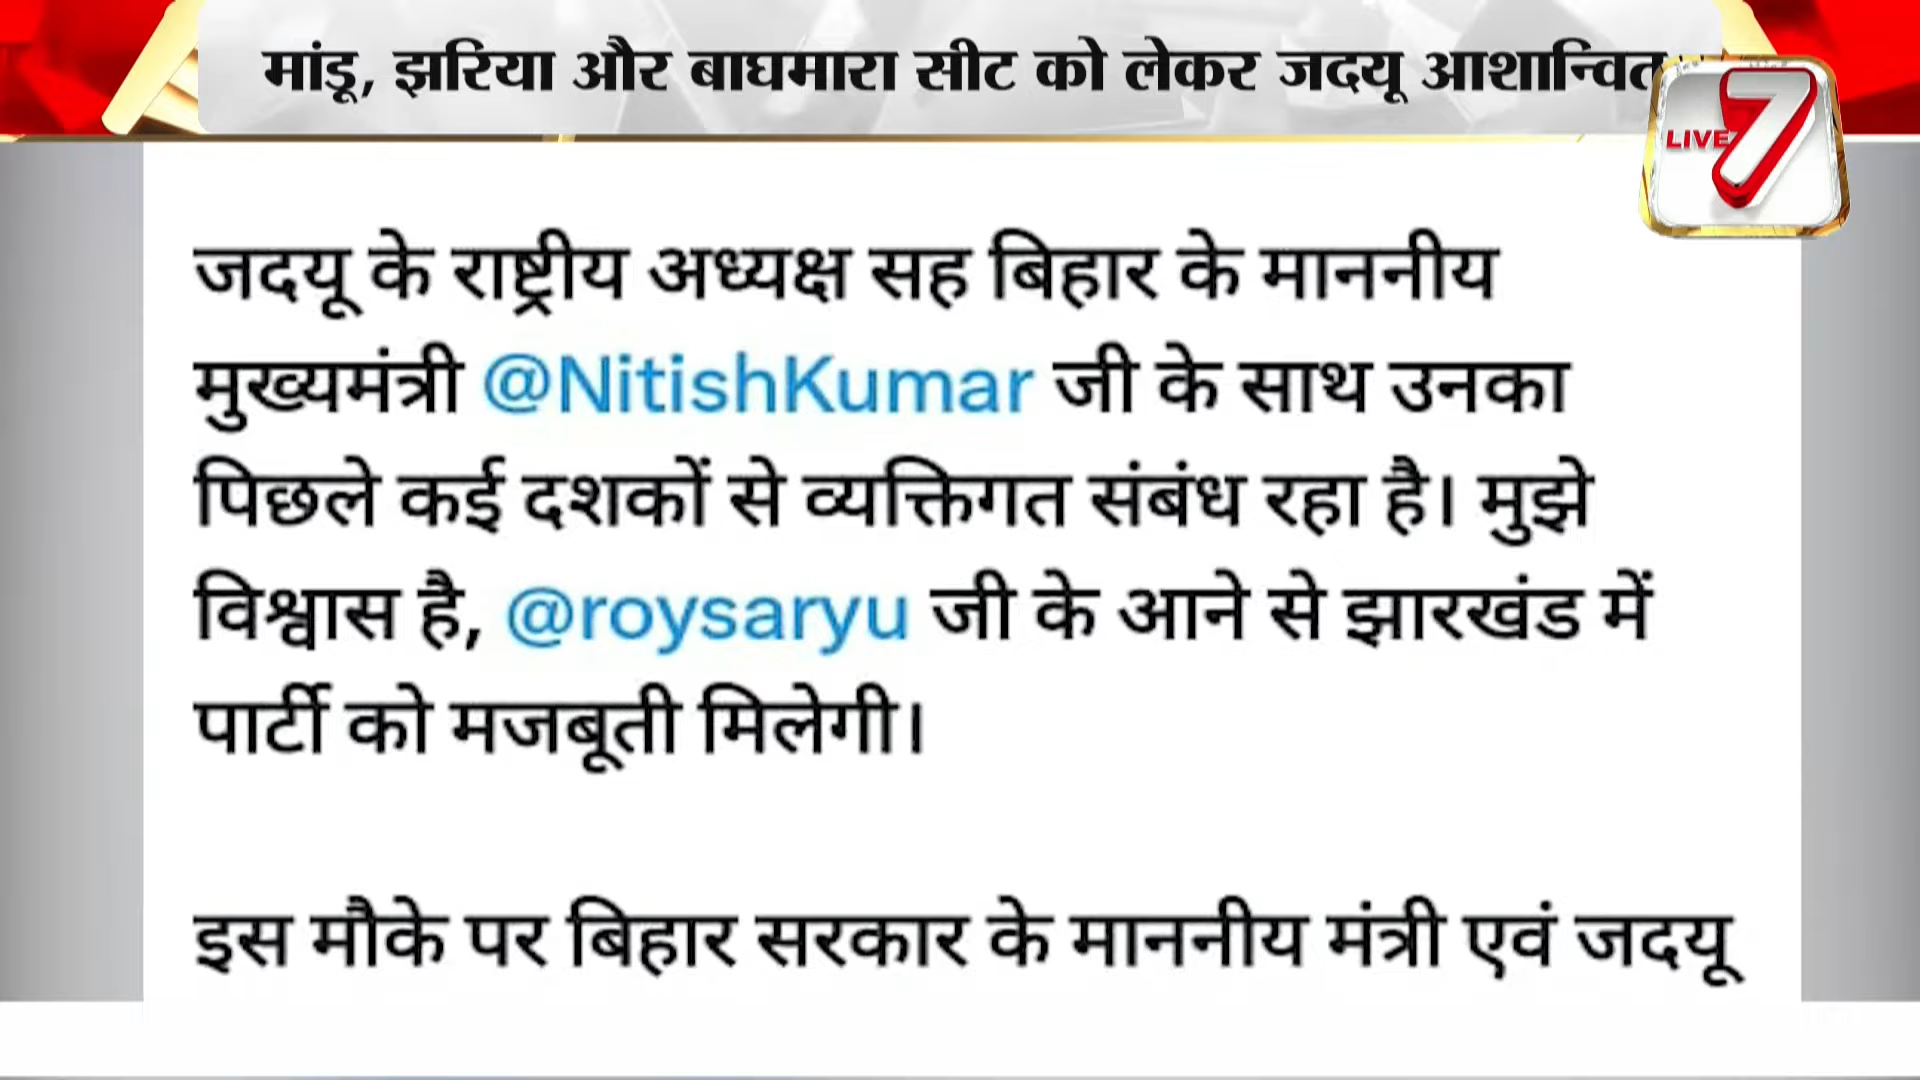 मांडू, झरिया और बाघमारा सीट को लेकर जदयू आशान्वित
LIVE 7
जदयू के राष्ट्रीय अध्यक्ष सह बिहार के माननीय
मुख्यमंत्री @NitishKumar जी के साथ उनका
पिछले कई दशकों से व्यक्तिगत संबंध रहा है। मुझे
विश्वास है, @roysaryu जी के आने से झारखंड में
पार्टी को मजबूती मिलेगी।
इस मौके पर बिहार सरकार के माननीय मंत्री एवं जदयू